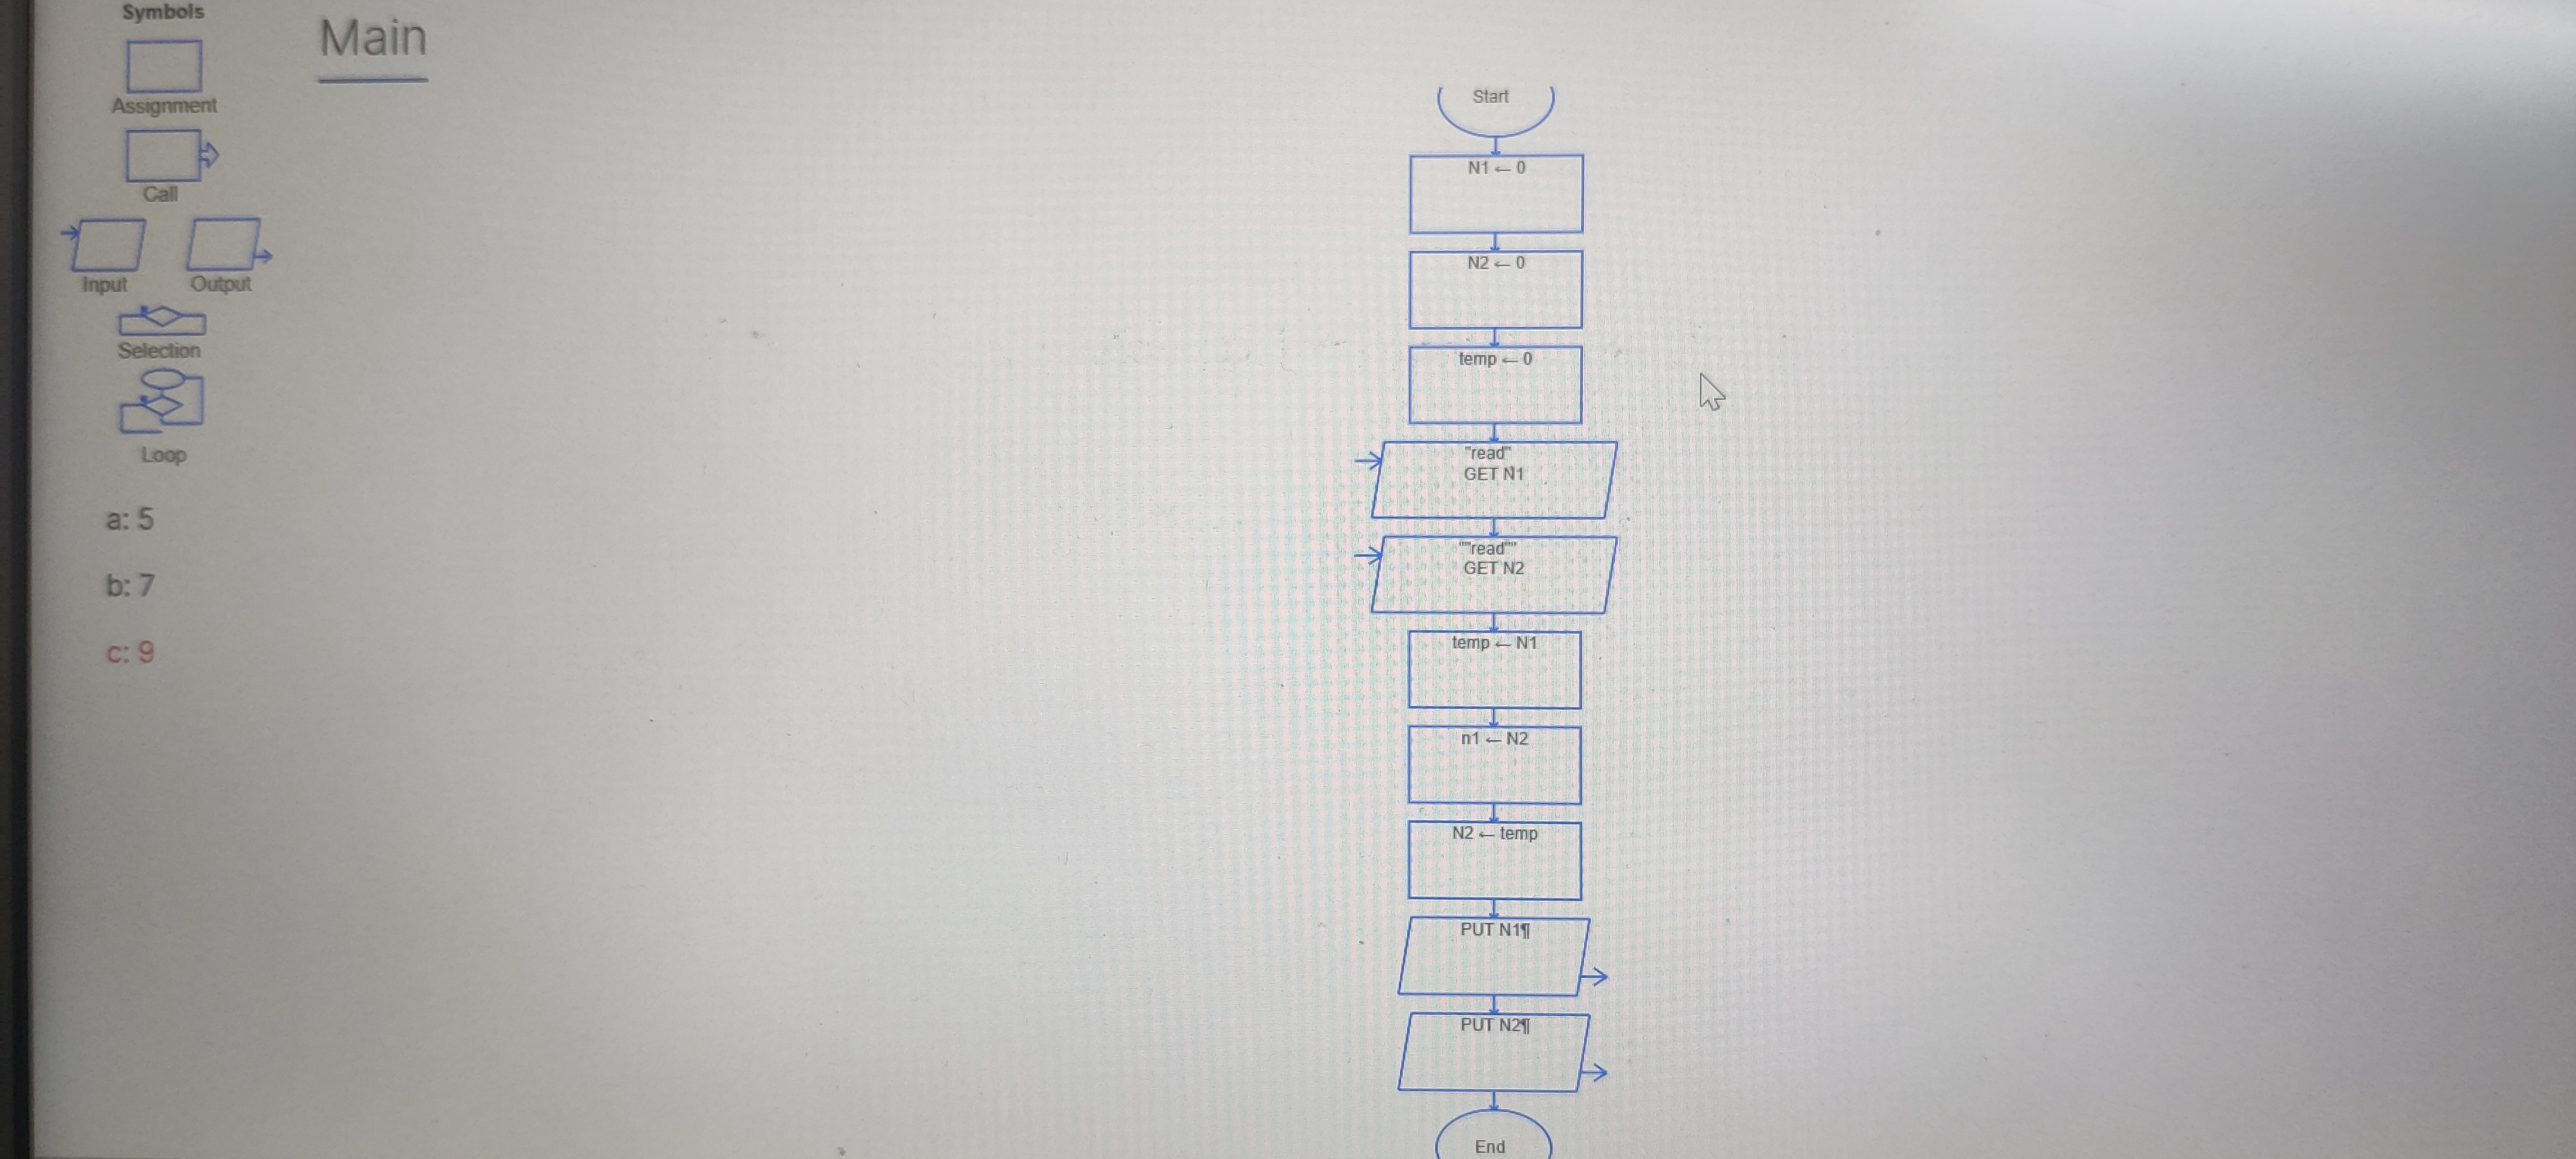 Symbols
Assignment
Call
Input Output
Selection
Loop
a: 5
b: 7
c: 9
Main
Start
N1 ← 0
N2 ← 0
temp ← 0
"read"
GET N1
""read""
GET N2
temp ← N1
n1 ← N2
N2 ← temp
PUT N1¶
PUT N2¶
End